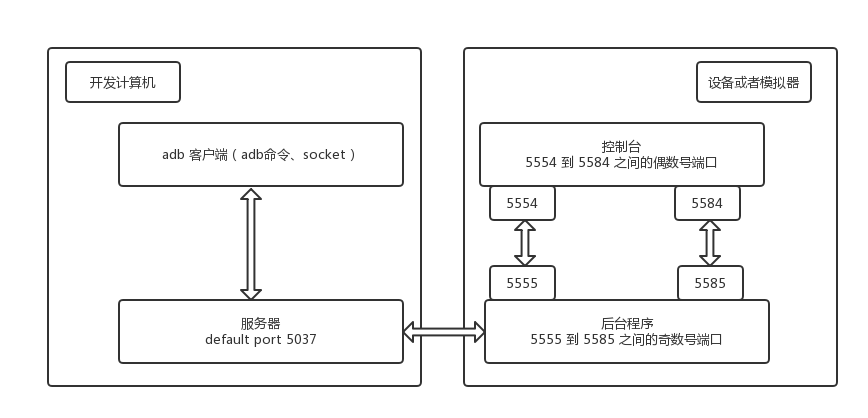 开发计算机
设备或者模拟器
adb 客户端（adb命令、socket）
控制台
5554 到 5584 之间的偶数号端口
5554
5584
5555
5585
服务器
default port 5037
后台程序
5555 到 5585 之间的奇数号端口